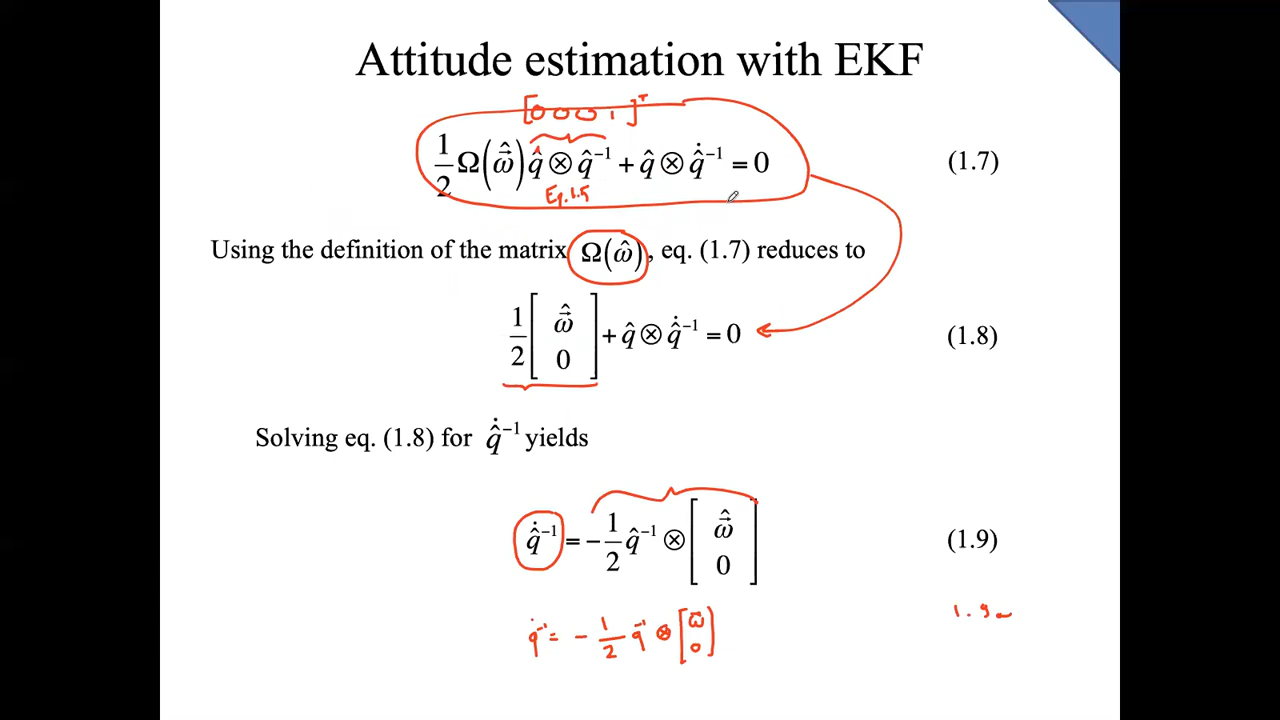 Attitude estimation with EKF
[0 0 0 1]ᵀ
½ Ω(ω̂⃗) q̂ ⊗ q̂⁻¹ + q̂ ⊗ q̂̇⁻¹ = 0 (1.7)
Eq. 1.5
Using the definition of the matrix Ω(ω̂), eq. (1.7) reduces to
½ [ω̂⃗ 0] + q̂ ⊗ q̂̇⁻¹ = 0 (1.8)
Solving eq. (1.8) for q̂̇⁻¹ yields
q̂̇⁻¹ = −½ q̂⁻¹ ⊗ [ω̂⃗ 0] (1.9)
q̇⁻¹ = − ½ q⁻¹ ⊗ [ω⃗ 0] 1.9a